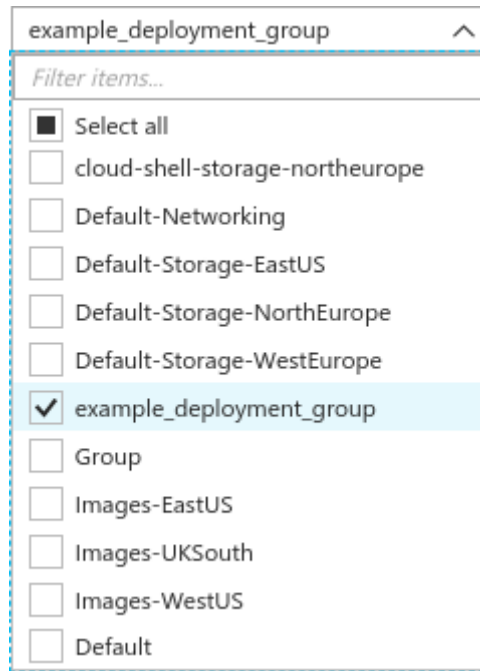 example_deployment_group
Filter items...
Select all
cloud-shell-storage-northeurope
Default-Networking
Default-Storage-EastUS
Default-Storage-NorthEurope
Default-Storage-WestEurope
example_deployment_group
Group
Images-EastUS
Images-UKSouth
Images-WestUS
Default